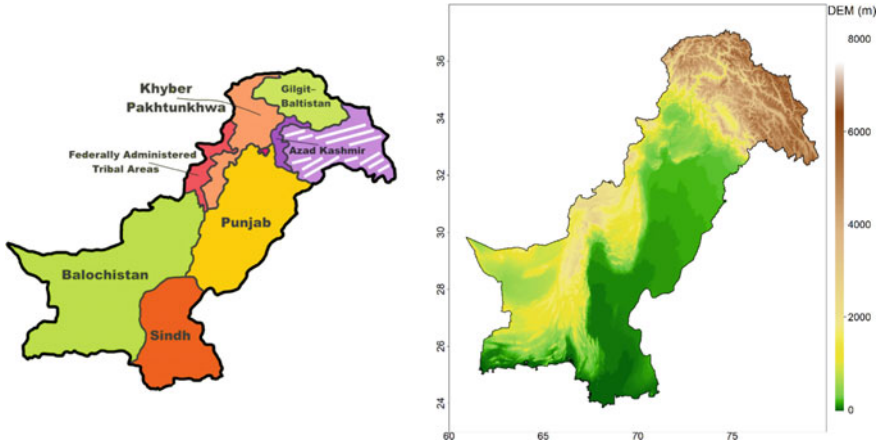 Khyber
Pakhtunkhwa
Gilgit–
Baltistan
Federally Administered
Tribal Areas
Azad Kashmir
Punjab
Balochistan
Sindh
DEM (m)
8000
6000
4000
2000
0
36
34
32
30
28
26
24
60
65
70
75